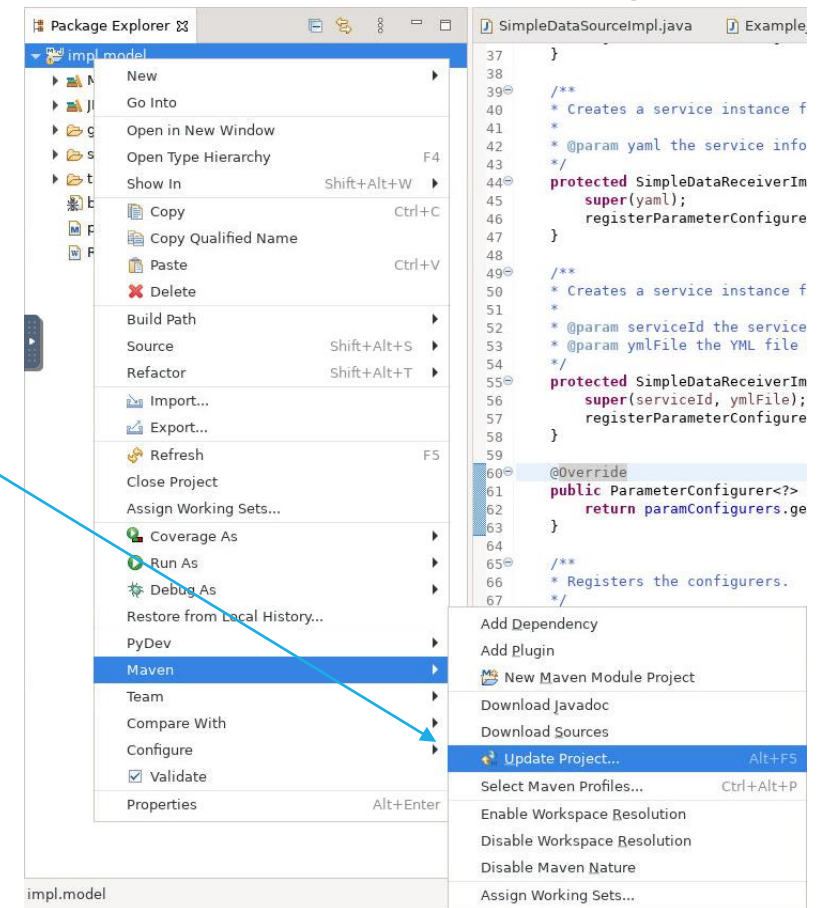 Package Explorer
impl.model
New
Go Into
Open in New Window
Open Type Hierarchy F4
Show In Shift+Alt+W
Copy Ctrl+C
Copy Qualified Name
Paste Ctrl+V
Delete
Build Path
Source Shift+Alt+S
Refactor Shift+Alt+T
Import...
Export...
Refresh F5
Close Project
Assign Working Sets...
Coverage As
Run As
Debug As
Restore from Local History...
PyDev
Maven
Team
Compare With
Configure
Validate
Properties Alt+Enter
impl.model
SimpleDataSourceImpl.java Example
37 }
38
39 /**
40 * Creates a service instance f
41 *
42 * @param yaml the service info
43 */
44 protected SimpleDataReceiverIm
45 super(yaml);
46 registerParameterConfigure
47 }
48
49 /**
50 * Creates a service instance f
51 *
52 * @param serviceId the service
53 * @param ymlFile the YML file
54 */
55 protected SimpleDataReceiverIm
56 super(serviceId, ymlFile);
57 registerParameterConfigure
58 }
59
60 @Override
61 public ParameterConfigurer<?>
62 return paramConfigurers.ge
63 }
64
65 /**
66 * Registers the configurers.
67 */
Add Dependency
Add Plugin
New Maven Module Project
Download Javadoc
Download Sources
Update Project... Alt+F5
Select Maven Profiles... Ctrl+Alt+P
Enable Workspace Resolution
Disable Workspace Resolution
Disable Maven Nature
Assign Working Sets...